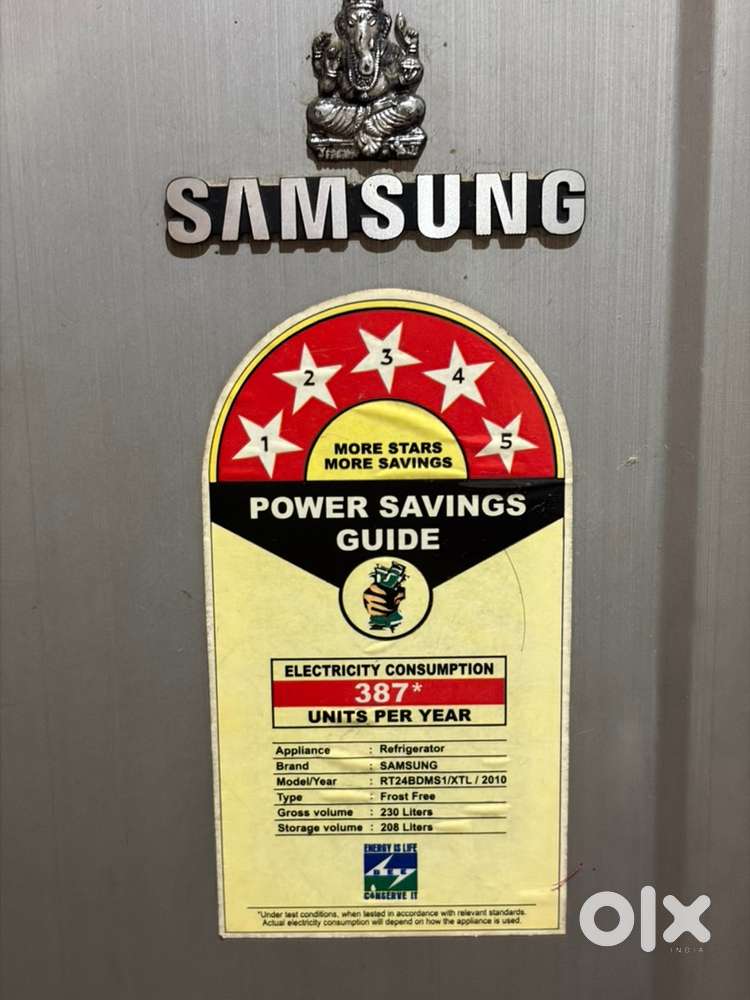 SAMSUNG
1 2 3 4 5
MORE STARS
MORE SAVINGS
POWER SAVINGS
GUIDE
ELECTRICITY CONSUMPTION
387*
UNITS PER YEAR
Appliance : Refrigerator
Brand : SAMSUNG
Model/Year : RT24BDMS1/XTL / 2010
Type : Frost Free
Gross volume : 230 Liters
Storage volume : 208 Liters
ENERGY IS LIFE
BEE
CONSERVE IT
*Under test conditions, when tested in accordance with relevant standards.
Actual electricity consumption will depend on how the appliance is used.
olx
INDIA